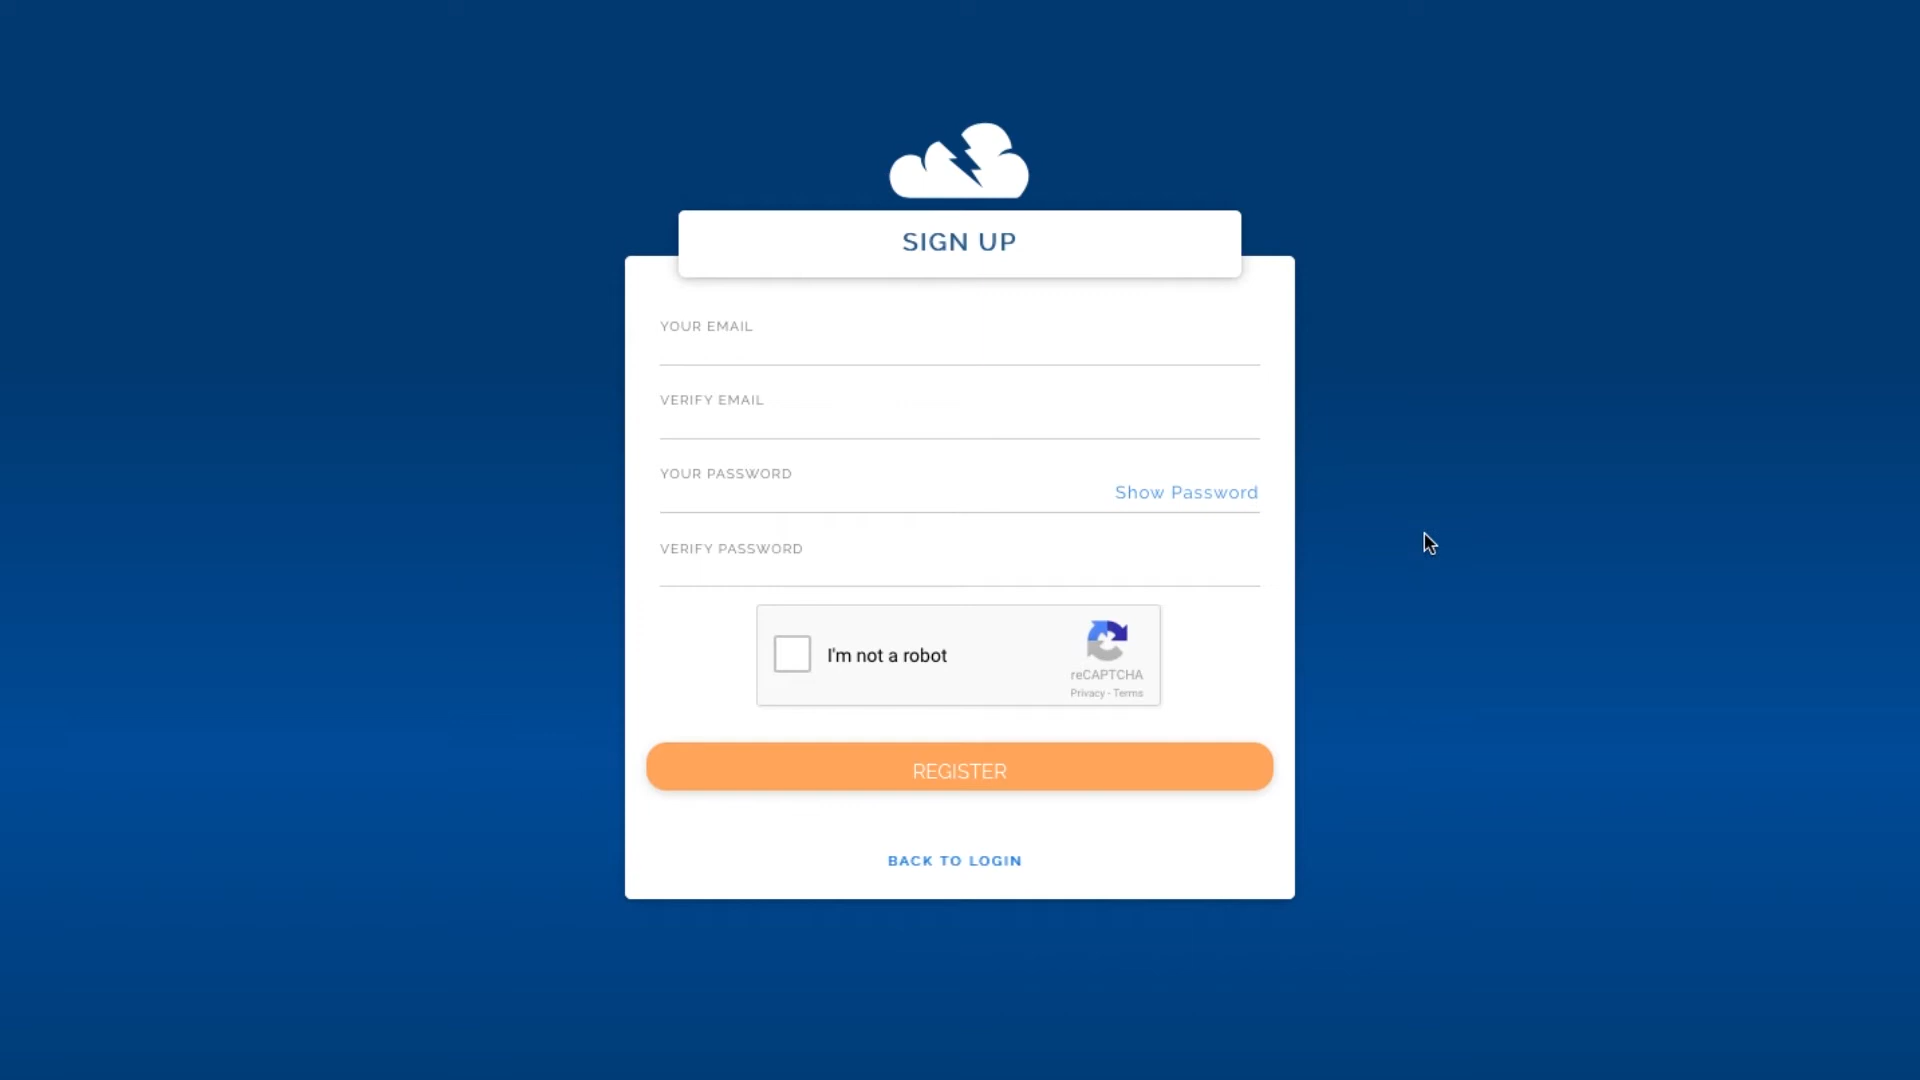 SIGN UP
YOUR EMAIL
VERIFY EMAIL
YOUR PASSWORD
Show Password
VERIFY PASSWORD
I'm not a robot
reCAPTCHA
Privacy - Terms
REGISTER
BACK TO LOGIN